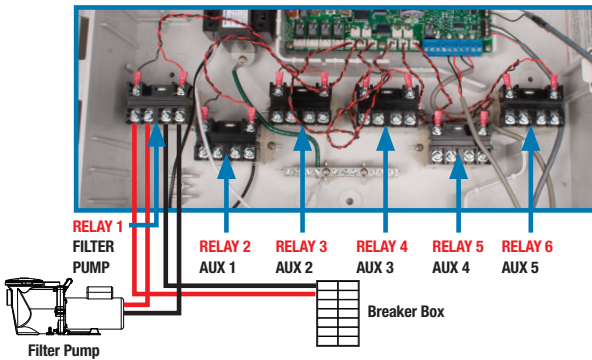 RELAY 1
FILTER
PUMP
RELAY 2
AUX 1
RELAY 3
AUX 2
RELAY 4
AUX 3
RELAY 5
AUX 4
RELAY 6
AUX 5
Breaker Box
Filter Pump